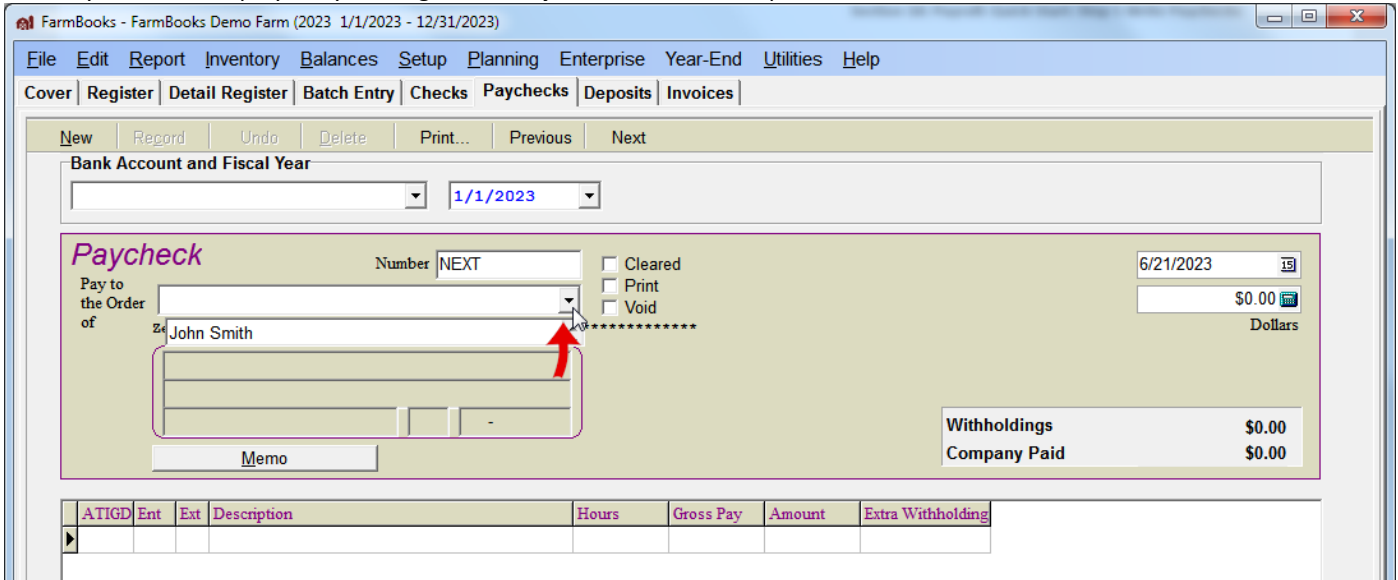 FarmBooks - FarmBooks Demo Farm (2023 1/1/2023 - 12/31/2023)
File Edit Report Inventory Balances Setup Planning Enterprise Year-End Utilities Help
Cover Register Detail Register Batch Entry Checks Paychecks Deposits Invoices
New Record Undo Delete Print... Previous Next
Bank Account and Fiscal Year
1/1/2023
Paycheck
Number NEXT
Cleared
6/21/2023 15
Pay to
the Order
of
Print
$0.00
Void
Dollars
John Smith
*************
-
Withholdings $0.00
Memo
Company Paid $0.00
ATIGD Ent Ext Description Hours Gross Pay Amount Extra Withholding